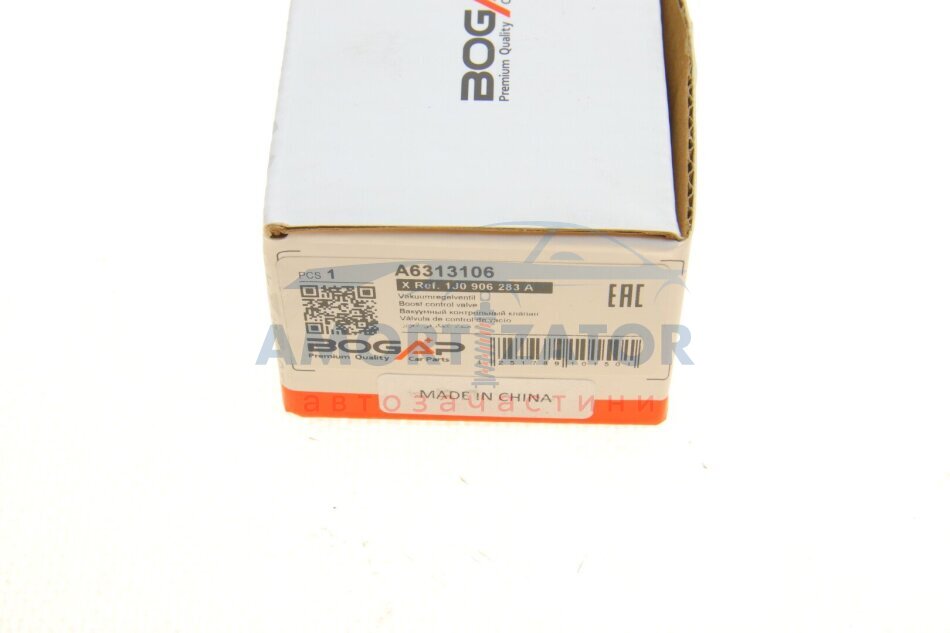 BOGAP
Premium Quality
PCS 1
A6313106
X Ref. 1J0 906 283 A
Vakuumregelventil
Boost control valve
Вакуумный контрольный клапан
Válvula de control de vacío
EAC
BOGAP
Premium Quality Car Parts
AMORTIZATOR
MADE IN CHINA
автозапчастини